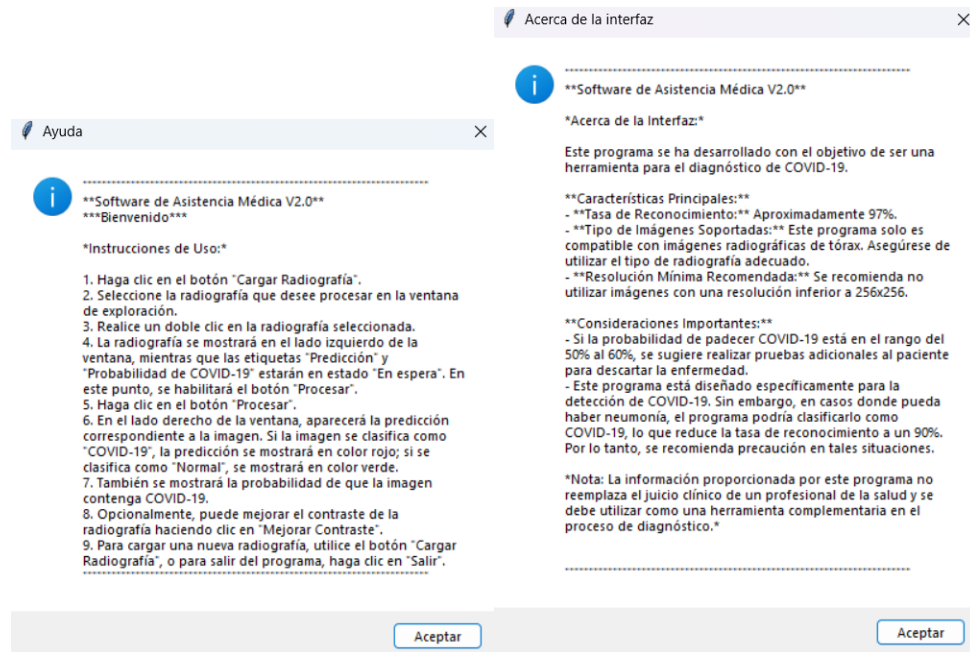 Ayuda
--------------------------------------------------------------------------------
**Software de Asistencia Médica V2.0**
***Bienvenido***
*Instrucciones de Uso:*
1. Haga clic en el botón "Cargar Radiografía".
2. Seleccione la radiografía que desee procesar en la ventana
de exploración.
3. Realice un doble clic en la radiografía seleccionada.
4. La radiografía se mostrará en el lado izquierdo de la
ventana, mientras que las etiquetas "Predicción" y
"Probabilidad de COVID-19" estarán en estado "En espera". En
este punto, se habilitará el botón "Procesar".
5. Haga clic en el botón "Procesar".
6. En el lado derecho de la ventana, aparecerá la predicción
correspondiente a la imagen. Si la imagen se clasifica como
"COVID-19", la predicción se mostrará en color rojo; si se
clasifica como "Normal", se mostrará en color verde.
7. También se mostrará la probabilidad de que la imagen
contenga COVID-19.
8. Opcionalmente, puede mejorar el contraste de la
radiografía haciendo clic en "Mejorar Contraste".
9. Para cargar una nueva radiografía, utilice el botón "Cargar
Radiografía", o para salir del programa, haga clic en "Salir".
--------------------------------------------------------------------------------
Aceptar
Acerca de la interfaz
--------------------------------------------------------------------------------
**Software de Asistencia Médica V2.0**
*Acerca de la Interfaz:*
Este programa se ha desarrollado con el objetivo de ser una
herramienta para el diagnóstico de COVID-19.
**Características Principales:**
- **Tasa de Reconocimiento:** Aproximadamente 97%.
- **Tipo de Imágenes Soportadas:** Este programa solo es
compatible con imágenes radiográficas de tórax. Asegúrese de
utilizar el tipo de radiografía adecuado.
- **Resolución Mínima Recomendada:** Se recomienda no
utilizar imágenes con una resolución inferior a 256x256.
**Consideraciones Importantes:**
- Si la probabilidad de padecer COVID-19 está en el rango del
50% al 60%, se sugiere realizar pruebas adicionales al paciente
para descartar la enfermedad.
- Este programa está diseñado específicamente para la
detección de COVID-19. Sin embargo, en casos donde pueda
haber neumonía, el programa podría clasificarlo como
COVID-19, lo que reduce la tasa de reconocimiento a un 90%.
Por lo tanto, se recomienda precaución en tales situaciones.
*Nota: La información proporcionada por este programa no
reemplaza el juicio clínico de un profesional de la salud y se
debe utilizar como una herramienta complementaria en el
proceso de diagnóstico.*
--------------------------------------------------------------------------------
Aceptar